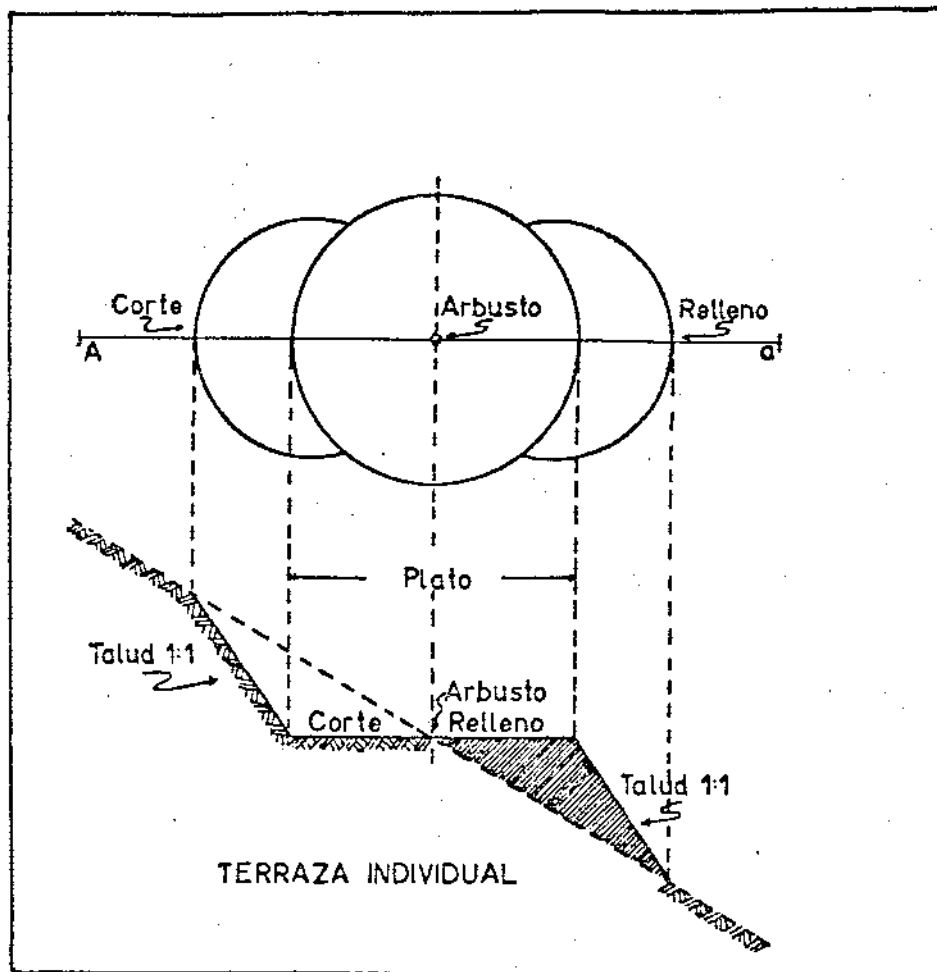 Corte
Arbusto
Relleno
A
a
Plato
Talud 1:1
Arbusto
Corte
Relleno
Talud 1:1
TERRAZA INDIVIDUAL